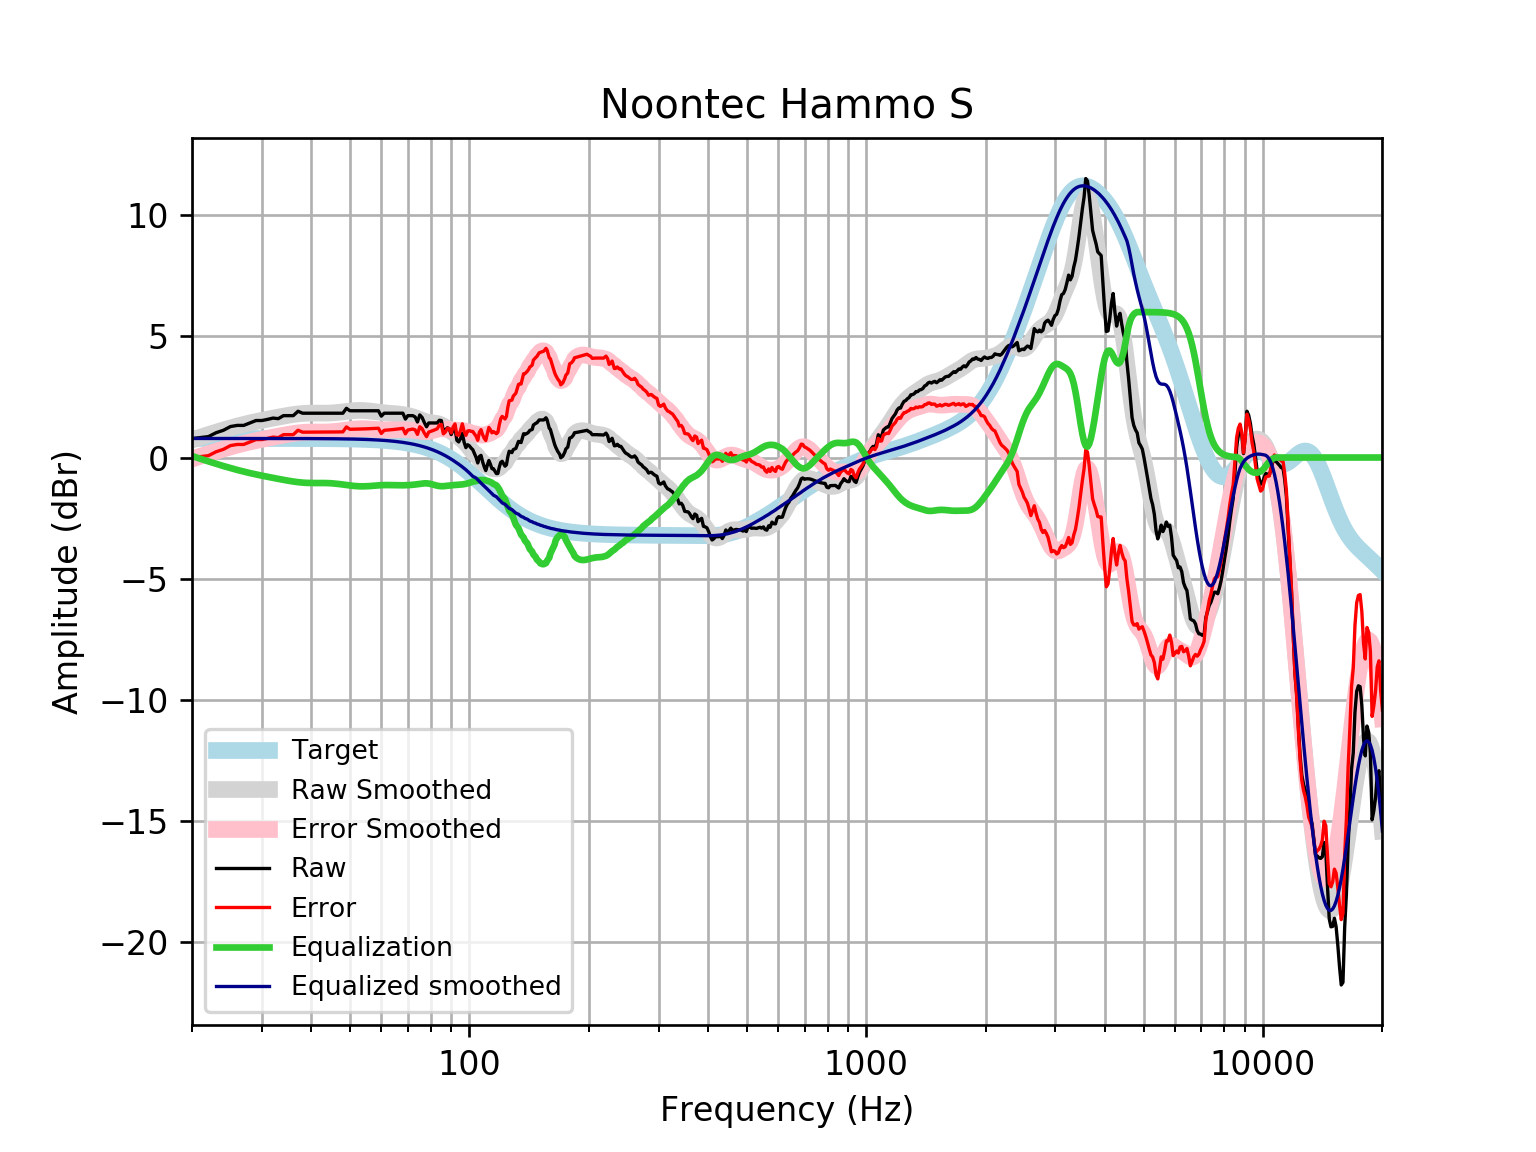 Noontec Hammo S
Amplitude (dBr)
10
5
0
−5
−10
−15
−20
Target
Raw Smoothed
Error Smoothed
Raw
Error
Equalization
Equalized smoothed
100
1000
10000
Frequency (Hz)